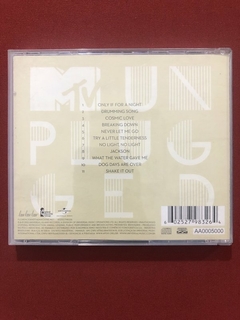 MTV UN
PLUG
GED
ONLY IF FOR A NIGHT
DRUMMING SONG
COSMIC LOVE
BREAKING DOWN
NEVER LET ME GO
TRY A LITTLE TENDERNESS
NO LIGHT, NO LIGHT
JACKSON
WHAT THE WATER GAVE ME
DOG DAYS ARE OVER
SHAKE IT OUT
AA0005000